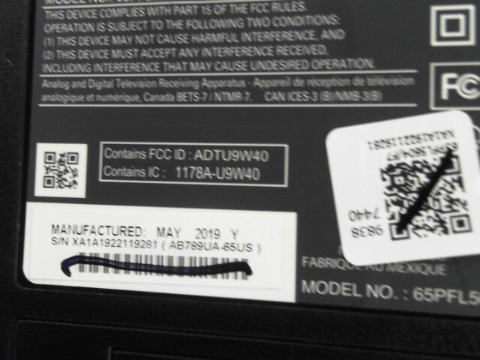 THIS DEVICE COMPLIES WITH PART 15 OF THE FCC RULES.
OPERATION IS SUBJECT TO THE FOLLOWING TWO CONDITIONS:
(1) THIS DEVICE MAY NOT CAUSE HARMFUL INTERFERENCE, AND
(2) THIS DEVICE MUST ACCEPT ANY INTERFERENCE RECEIVED,
INCLUDING INTERFERENCE THAT MAY CAUSE UNDESIRED OPERATION.
Analog and Digital Television Receiving Apparatus - Appareil de réception de télévision
analogique et numérique, Canada BETS-7 / NTMR-7. CAN ICES-3 (B)/NMB-3(B)
FC
Contains FCC ID : ADTU9W40
Contains IC : 1178A-U9W40
XA1A1922119281
9838
7440
MANUFACTURED: MAY 2019 Y
S/N XA1A1922119281 ( AB789UA-65US )
FABRIQUÉ AU MEXIQUE
MODEL NO. : 65PFL56